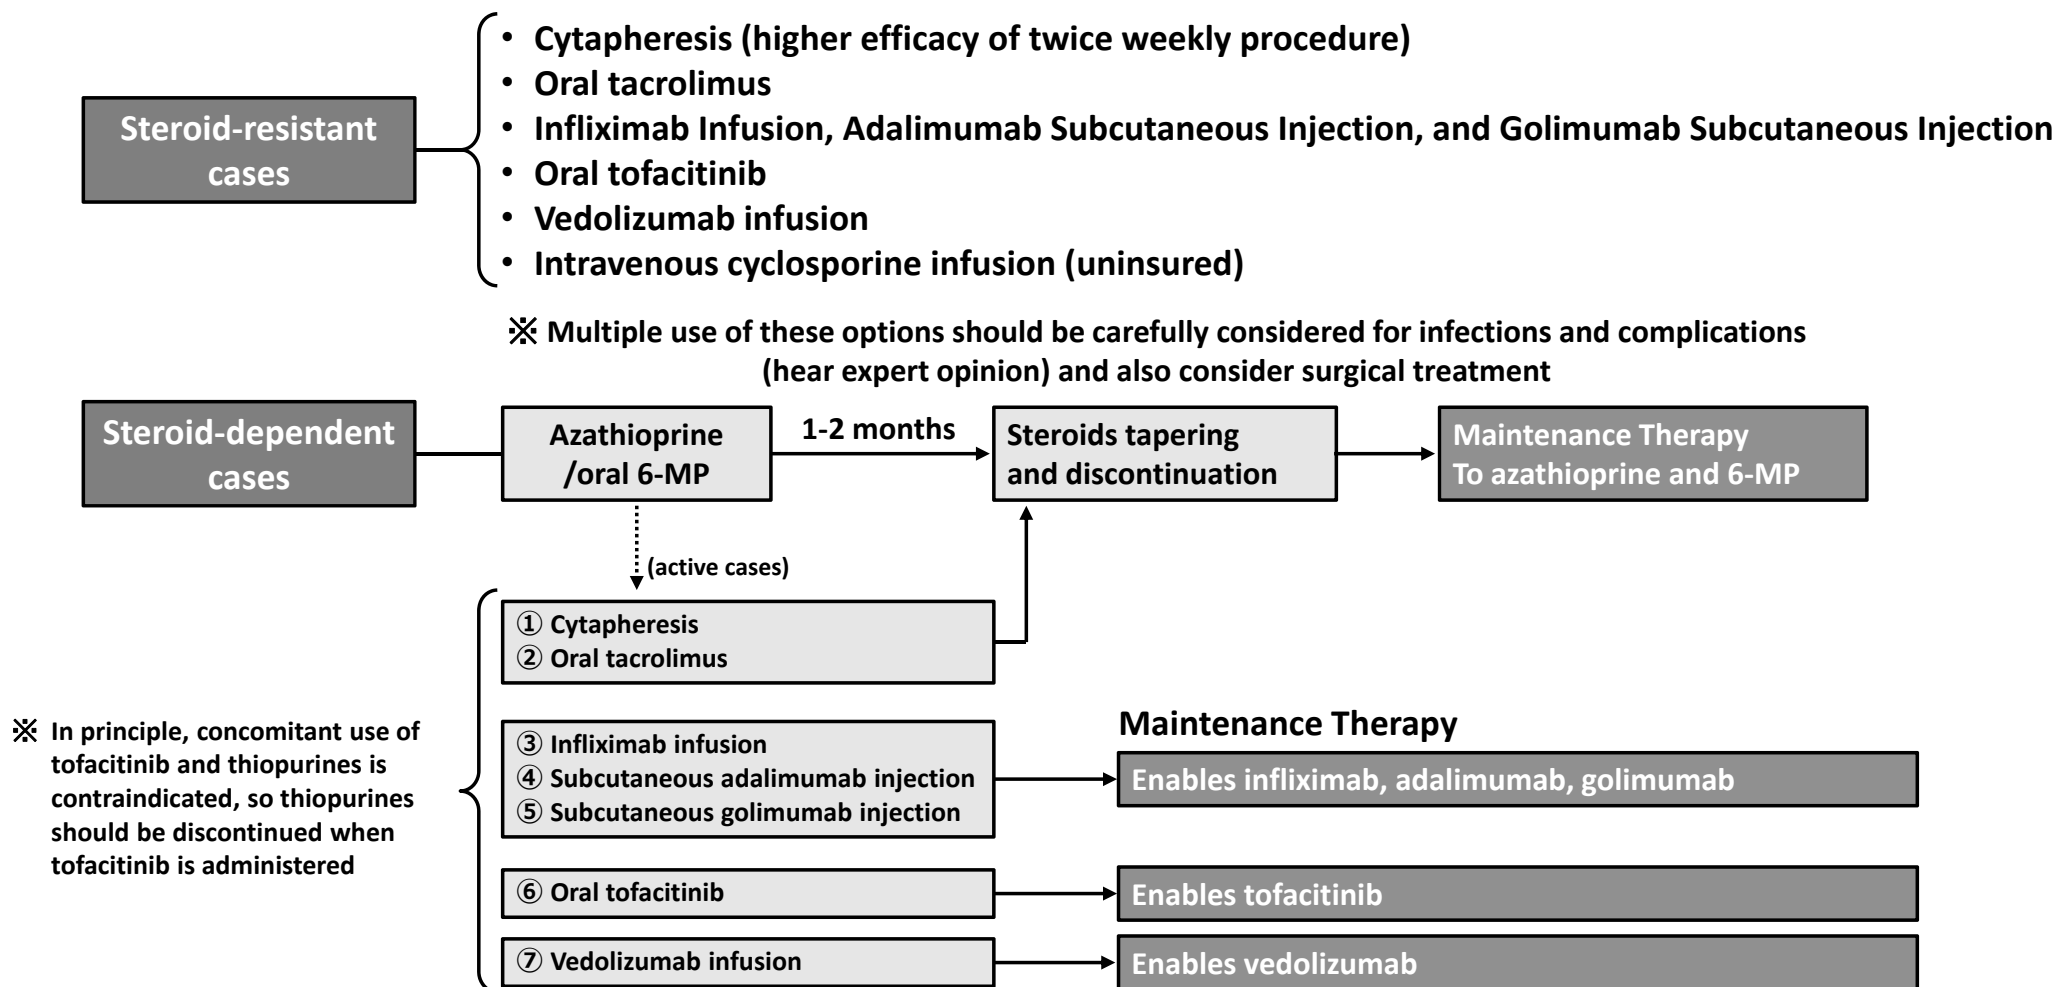 Steroid-resistant
cases
• Cytapheresis (higher efficacy of twice weekly procedure)
• Oral tacrolimus
• Infliximab Infusion, Adalimumab Subcutaneous Injection, and Golimumab Subcutaneous Injection
• Oral tofacitinib
• Vedolizumab infusion
• Intravenous cyclosporine infusion (uninsured)
※ Multiple use of these options should be carefully considered for infections and complications
(hear expert opinion) and also consider surgical treatment
Steroid-dependent
cases
Azathioprine
/oral 6-MP
1-2 months
Steroids tapering
and discontinuation
Maintenance Therapy
To azathioprine and 6-MP
(active cases)
① Cytapheresis
② Oral tacrolimus
※ In principle, concomitant use of
tofacitinib and thiopurines is
contraindicated, so thiopurines
should be discontinued when
tofacitinib is administered
③ Infliximab infusion
④ Subcutaneous adalimumab injection
⑤ Subcutaneous golimumab injection
Maintenance Therapy
Enables infliximab, adalimumab, golimumab
⑥ Oral tofacitinib
Enables tofacitinib
⑦ Vedolizumab infusion
Enables vedolizumab